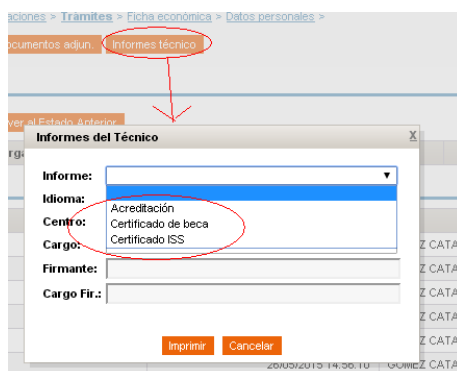 aciones > Trámites > Ficha económica > Datos personales >
ocumentos adjun. Informes técnico
ver al Estado Anterior
Informes del Técnico X
rga
Informe:
Idioma:
Acreditación
Centro: Certificado de beca
Certificado ISS
Cargo: Z CATA
Firmante: Z CATA
Cargo Fir.: Z CATA
Z CATA
Imprimir Cancelar Z CATA
26/05/2015 14:56:10 GOMEZ CATA